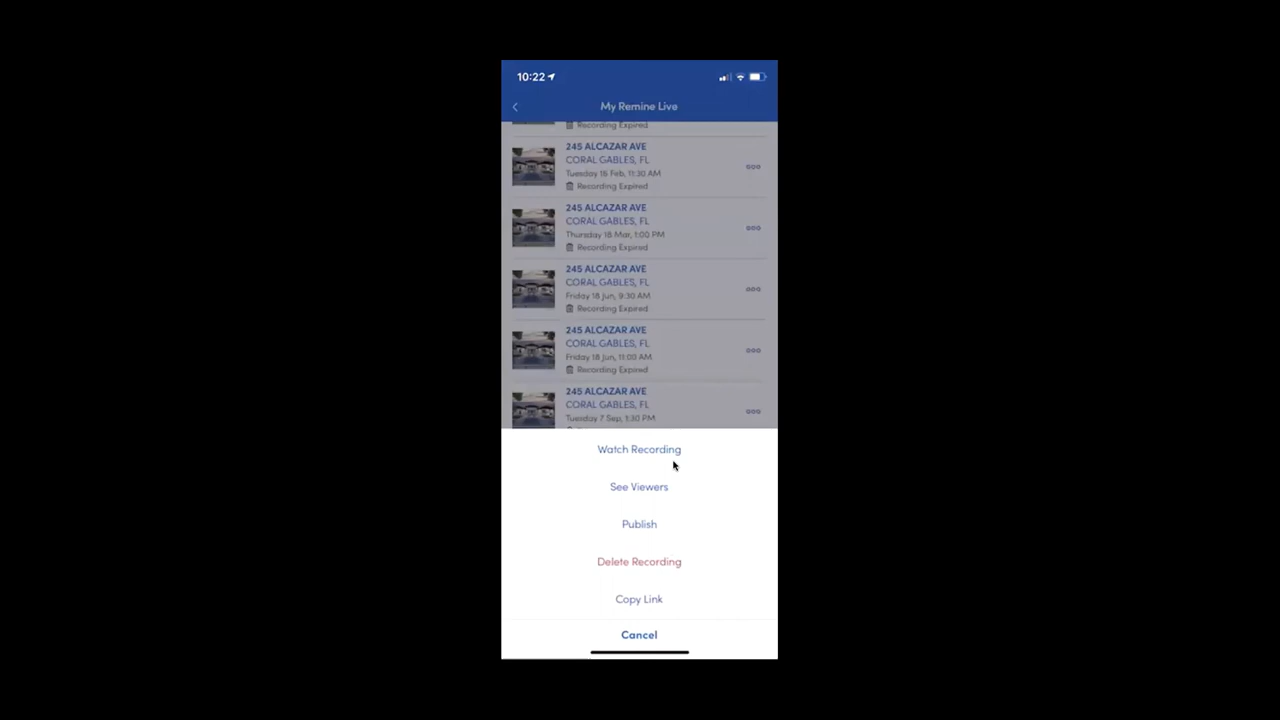 10:22
My Remine Live
Recording Expired
245 ALCAZAR AVE
CORAL GABLES, FL
Tuesday 18 Feb, 11:30 AM
Recording Expired
245 ALCAZAR AVE
CORAL GABLES, FL
Thursday 18 Mar, 1:00 PM
Recording Expired
245 ALCAZAR AVE
CORAL GABLES, FL
Friday 18 Jun, 9:30 AM
Recording Expired
245 ALCAZAR AVE
CORAL GABLES, FL
Friday 18 Jun, 11:00 AM
Recording Expired
245 ALCAZAR AVE
CORAL GABLES, FL
Tuesday 7 Sep, 1:30 PM
Watch Recording
See Viewers
Publish
Delete Recording
Copy Link
Cancel